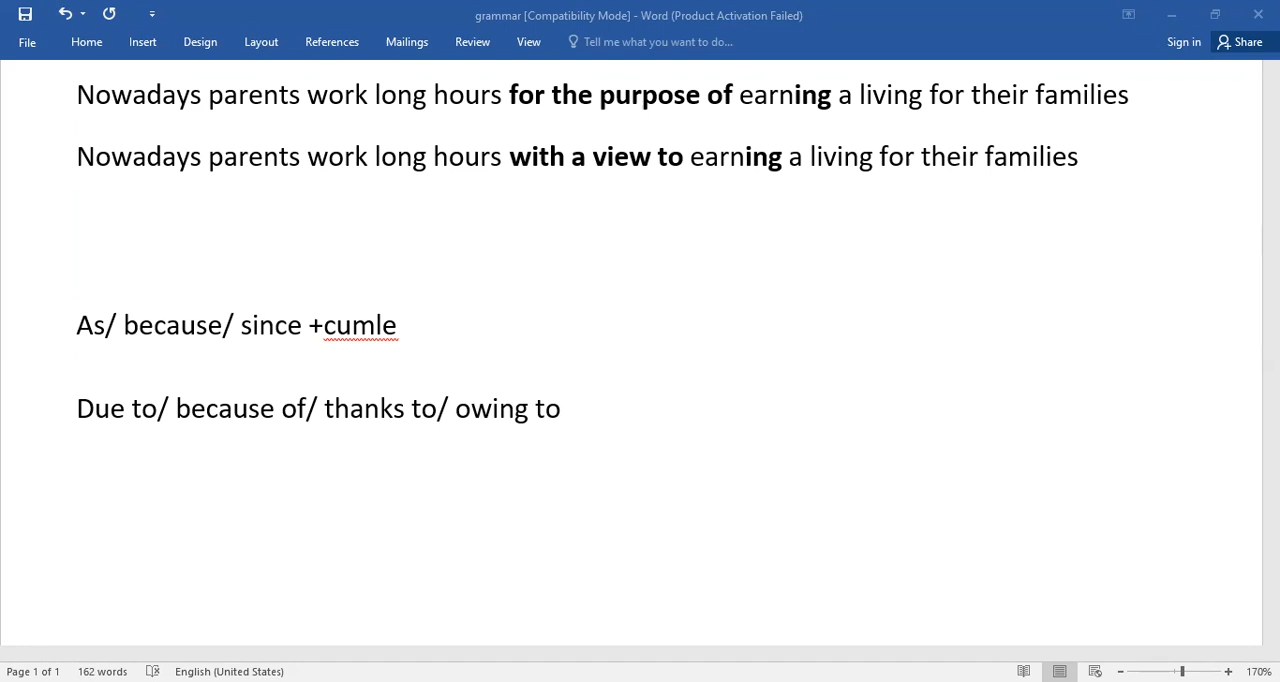 grammar [Compatibility Mode] - Word (Product Activation Failed)
File Home Insert Design Layout References Mailings Review View Tell me what you want to do... Sign in Share
Nowadays parents work long hours for the purpose of earning a living for their families
Nowadays parents work long hours with a view to earning a living for their families
As/ because/ since +cumle
Due to/ because of/ thanks to/ owing to
Page 1 of 1 162 words English (United States) 170%